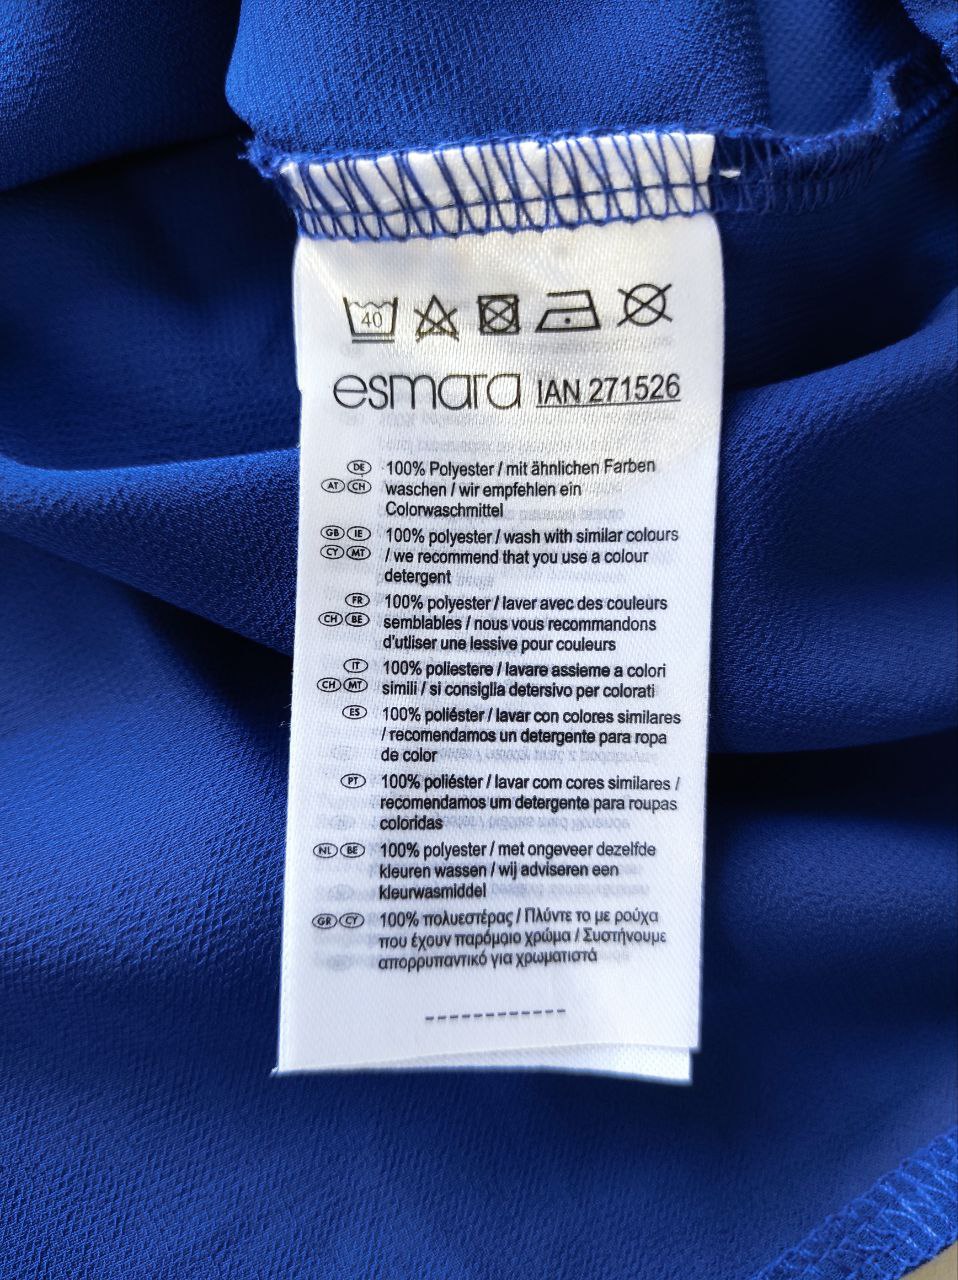 40
esmara IAN 271526
DE 100% Polyester / mit ähnlichen Farben
AT CH waschen / wir empfehlen ein
Colorwaschmittel
GB IE 100% polyester / wash with similar colours
CY MT / we recommend that you use a colour
detergent
FR 100% polyester / laver avec des couleurs
CH BE semblables / nous vous recommandons
d'utliser une lessive pour couleurs
IT 100% poliestere / lavare assieme a colori
CH MT simili / si consiglia detersivo per colorati
ES 100% poliéster / lavar con colores similares
/ recomendamos un detergente para ropa
de color
PT 100% poliéster / lavar com cores similares /
recomendamos um detergente para roupas
coloridas
NL BE 100% polyester / met ongeveer dezelfde
kleuren wassen / wij adviseren een
kleurwasmiddel
GR CY 100% πολυεστέρας / Πλύντε το με ρούχα
που έχουν παρόμοιο χρώμα / Συστήνουμε
απορρυπαντικό για χρωματιστά